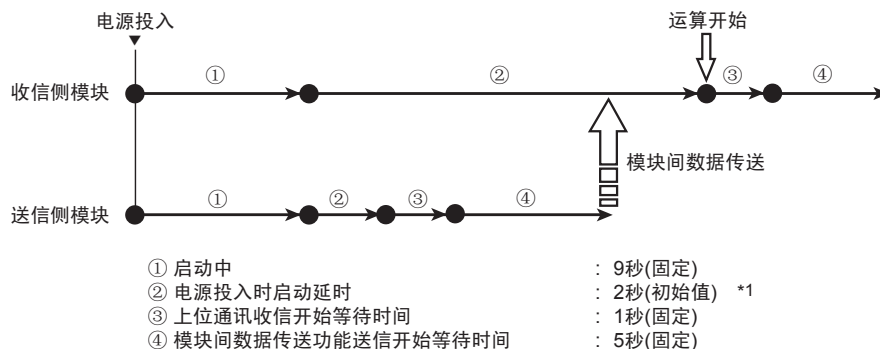 电源投入
运算开始
① ② ③ ④
收信侧模块
模块间数据传送
① ② ③ ④
送信侧模块
① 启动中 : 9秒(固定)
② 电源投入时启动延时 : 2秒(初始值) *1
③ 上位通讯收信开始等待时间 : 1秒(固定)
④ 模块间数据传送功能送信开始等待时间 : 5秒(固定)